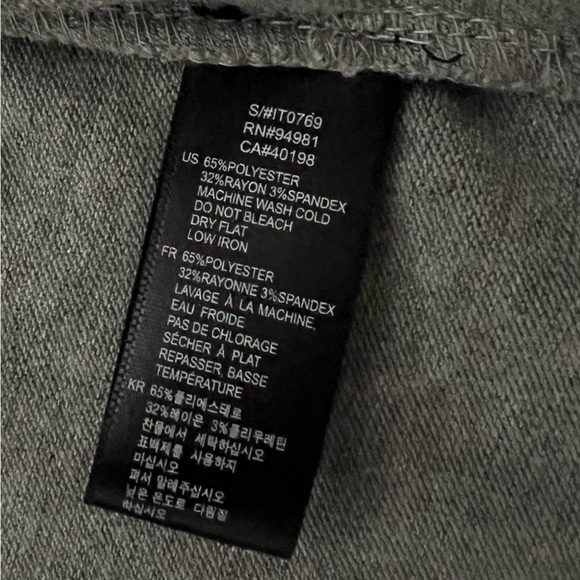 S/#IT0769
RN#94981
CA#40198
US 65%POLYESTER
32%RAYON 3%SPANDEX
MACHINE WASH COLD
DO NOT BLEACH
DRY FLAT
LOW IRON
FR 65%POLYESTER
32%RAYONNE 3%SPANDEX
LAVAGE À LA MACHINE,
EAU FROIDE
PAS DE CHLORAGE
SÉCHER À PLAT
REPASSER, BASSE
TEMPÉRATURE
KR 65%폴리에스테르
32%레이온 3%폴리우레틴
찬물에서 세탁하십시오
표백제를 사용하지
마십시오
퍼서 말려주십시오
낮은 온도로 다림질
하십시오